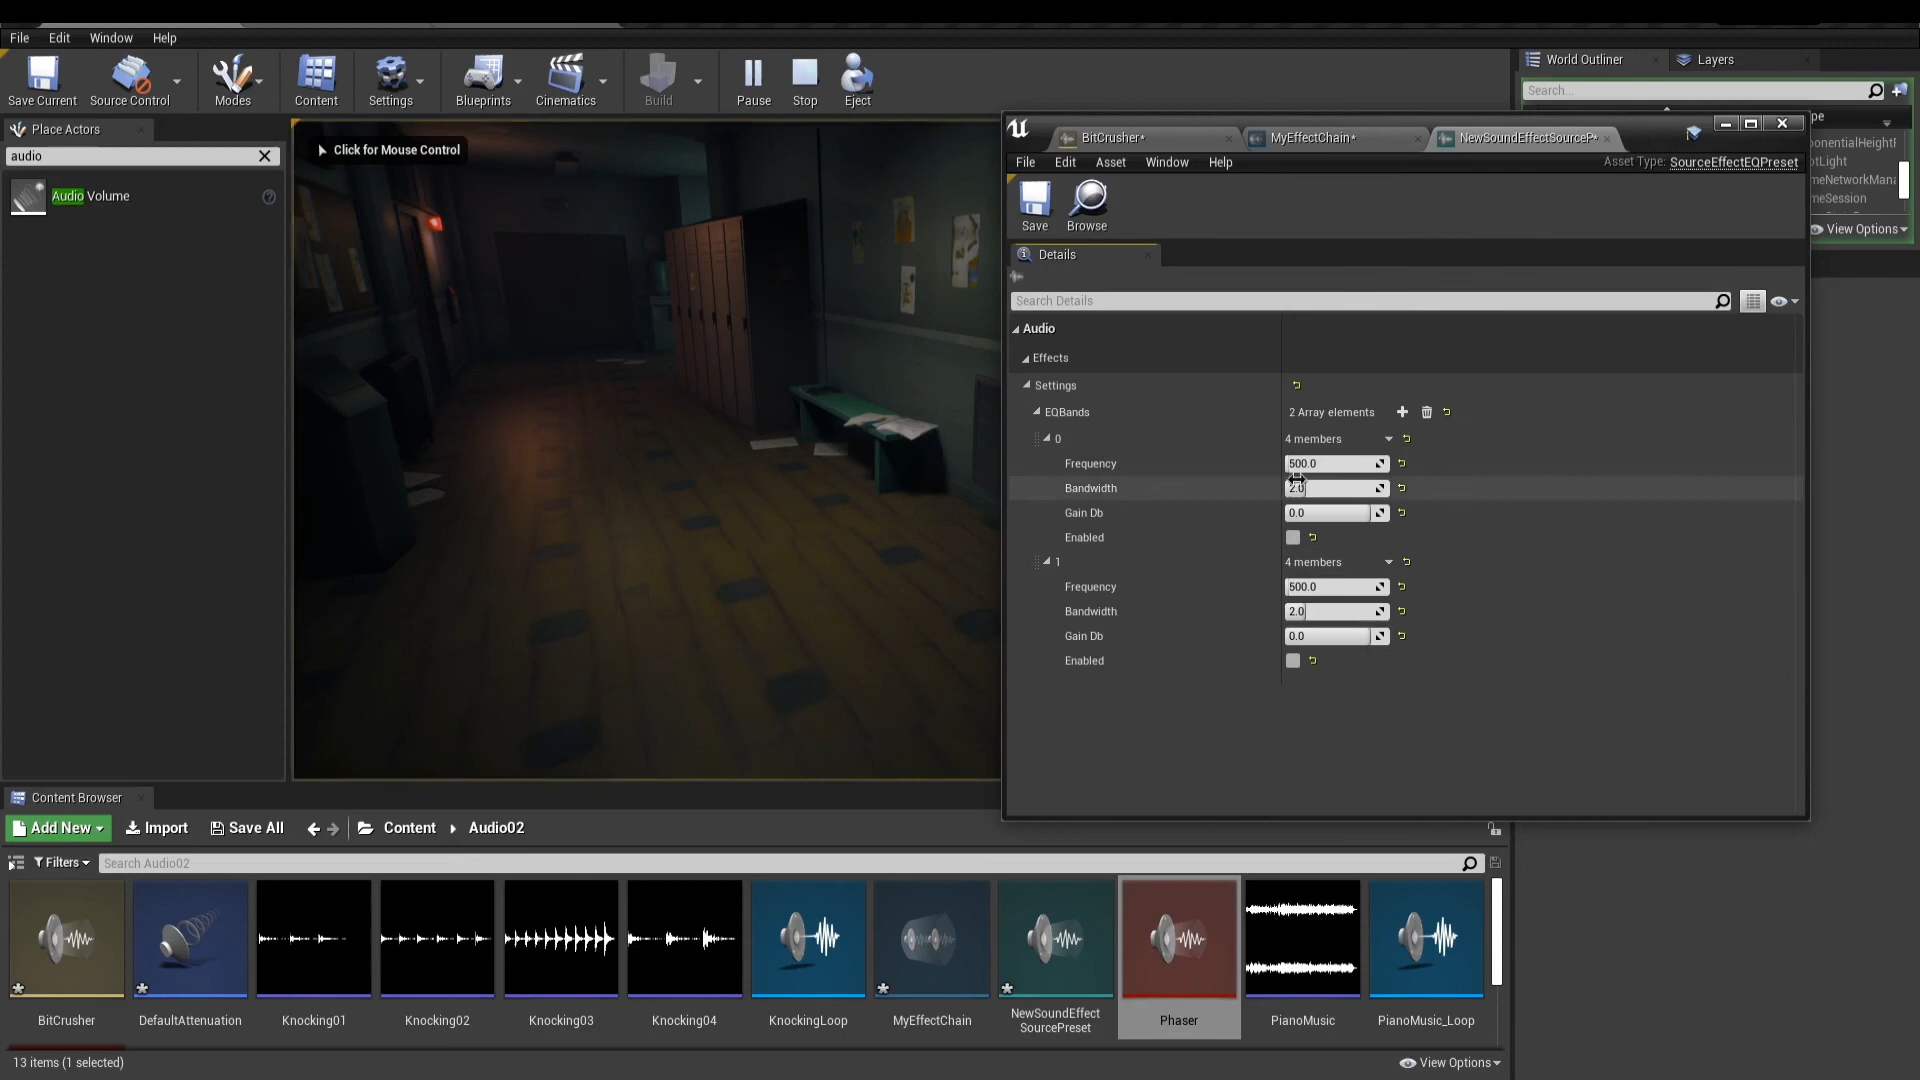 File Edit Window Help
Save Current Source Control Modes Content Settings Blueprints Cinematics Build Pause Stop Eject
World Outliner Layers
Search...
Place Actors
audio
Audio Volume
Click for Mouse Control
BitCrusher* MyEffectChain* NewSoundEffectSourceP*
File Edit Asset Window Help Asset Type: SourceEffectEQPreset
Save Browse
View Options
Details
Search Details
Audio
Effects
Settings
EQBands 2 Array elements
0 4 members
Frequency 500.0
Bandwidth 2.0
Gain Db 0.0
Enabled
1 4 members
Frequency 500.0
Bandwidth 2.0
Gain Db 0.0
Enabled
Content Browser
Add New Import Save All Content Audio02
Filters Search Audio02
BitCrusher DefaultAttenuation Knocking01 Knocking02 Knocking03 Knocking04 KnockingLoop MyEffectChain NewSoundEffect SourcePreset Phaser PianoMusic PianoMusic_Loop
13 items (1 selected) View Options